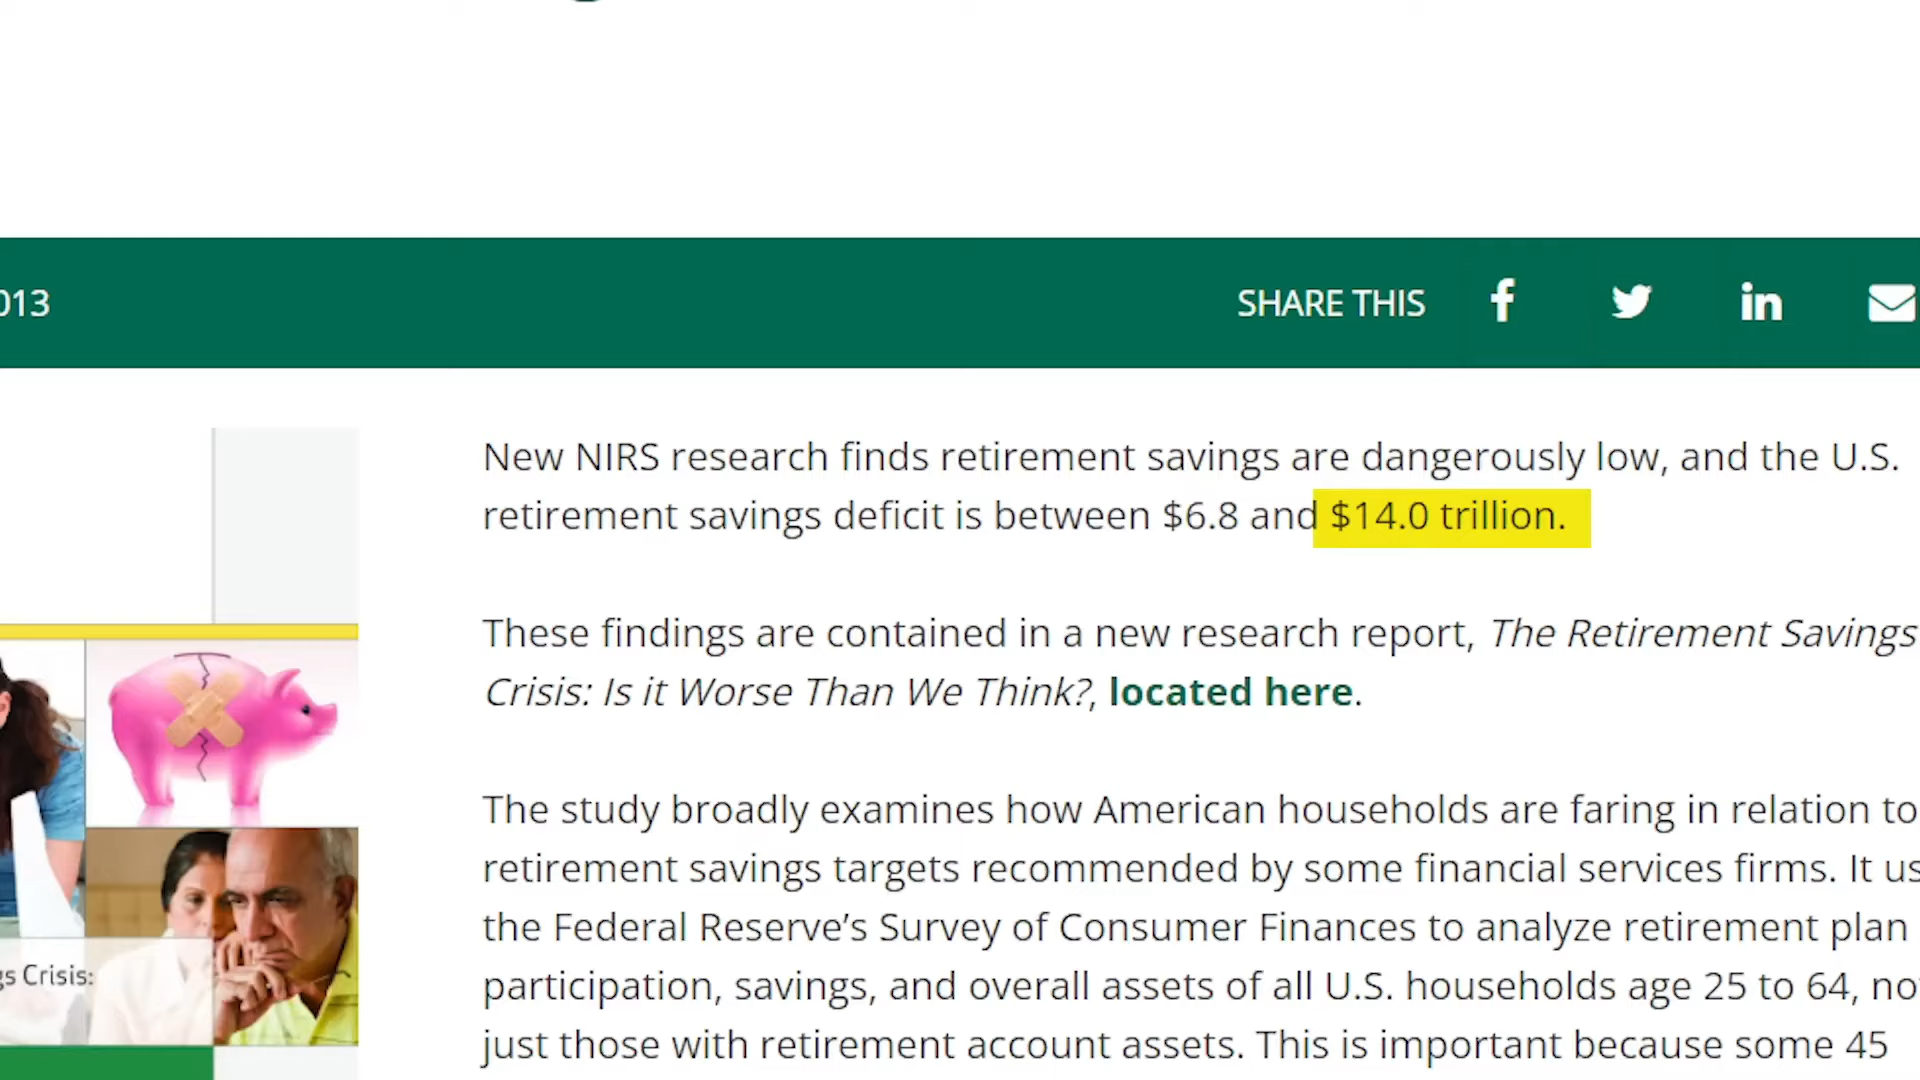 013
SHARE THIS
New NIRS research finds retirement savings are dangerously low, and the U.S.
retirement savings deficit is between $6.8 and $14.0 trillion.
These findings are contained in a new research report, The Retirement Savings
Crisis: Is it Worse Than We Think?, located here.
The study broadly examines how American households are faring in relation to
retirement savings targets recommended by some financial services firms. It us
the Federal Reserve’s Survey of Consumer Finances to analyze retirement plan
participation, savings, and overall assets of all U.S. households age 25 to 64, no
just those with retirement account assets. This is important because some 45
gs Crisis: